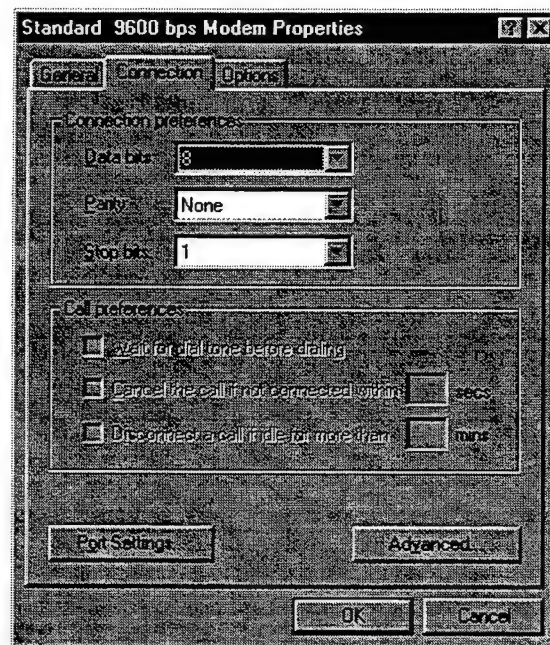 Standard 9600 bps Modem Properties
General Connection Options
Connection preferences
Data bits: 8
Parity: None
Stop bits: 1
Call preferences
Wait for dial tone before dialing
Cancel the call if not connected within secs
Disconnect a call if idle for more than mins
Port Settings... Advanced...
OK Cancel